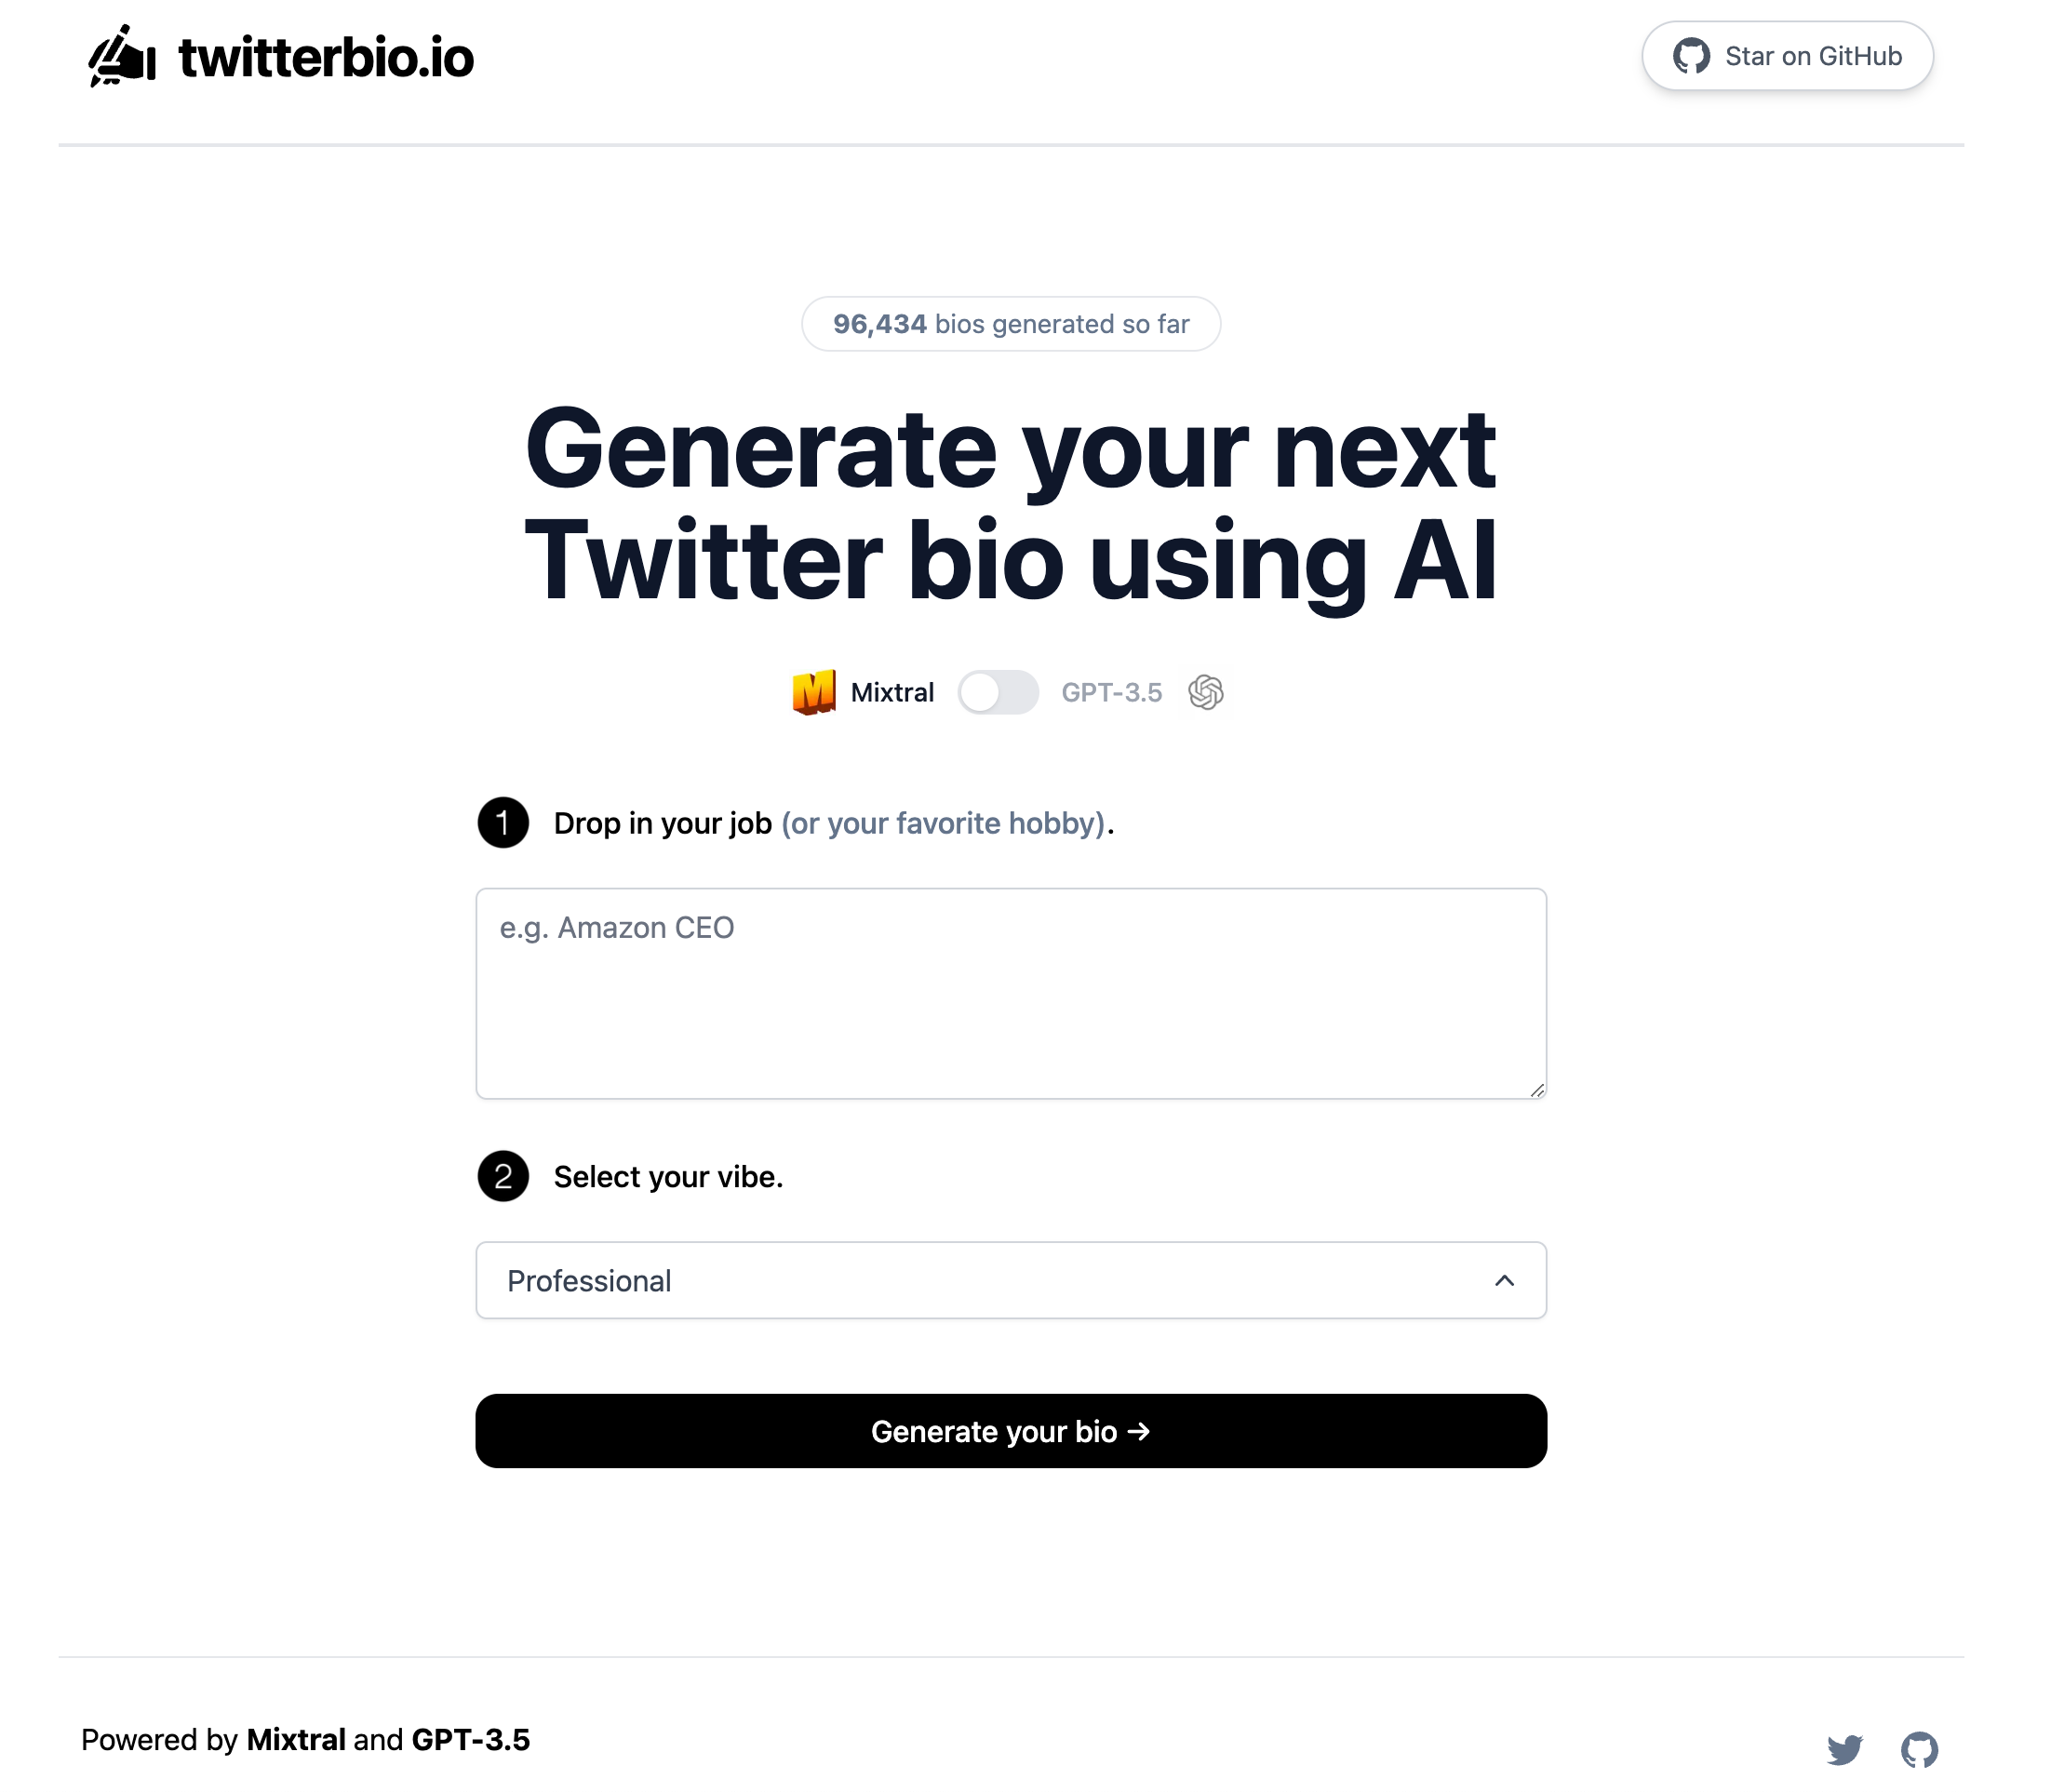 twitterbio.io
Star on GitHub
96,434 bios generated so far
Generate your next
Twitter bio using AI
Mixtral
GPT-3.5
1 Drop in your job (or your favorite hobby).
e.g. Amazon CEO
2 Select your vibe.
Professional
Generate your bio →
Powered by Mixtral and GPT-3.5